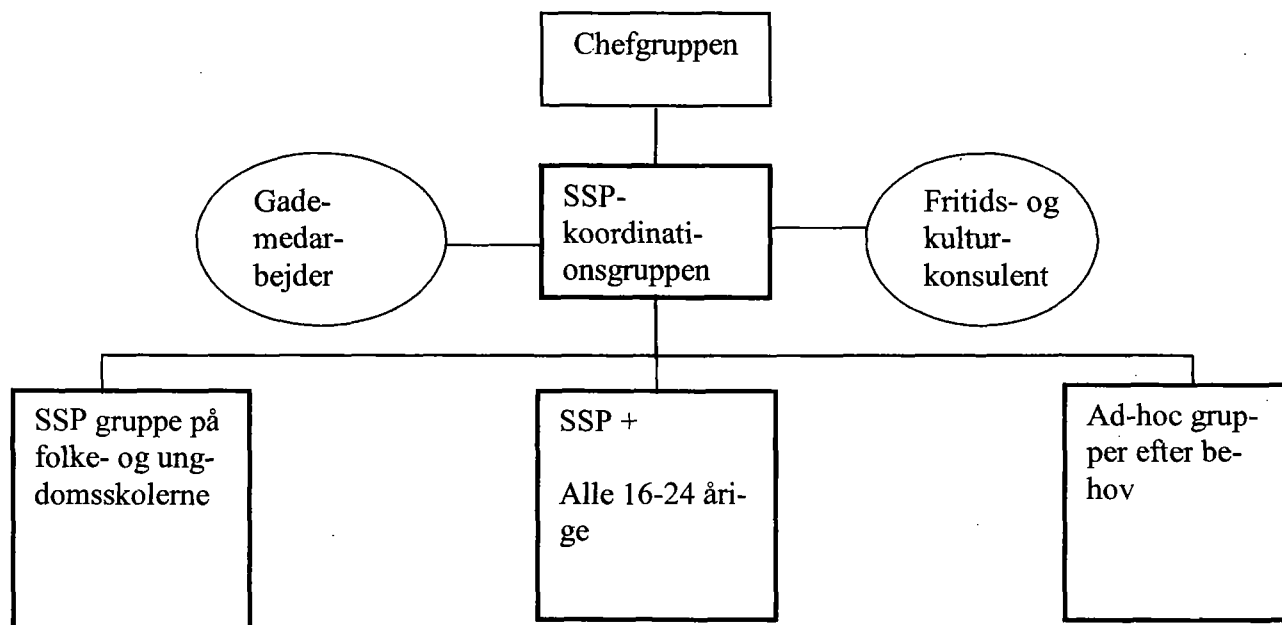 Chefgruppen
Gade-
medar-
bejder
SSP-
koordinati-
onsgruppen
Fritids- og
kultur-
konsulent
SSP gruppe på
folke- og ung-
domsskolerne
SSP +
Alle 16-24 åri-
ge
Ad-hoc grup-
per efter be-
hov